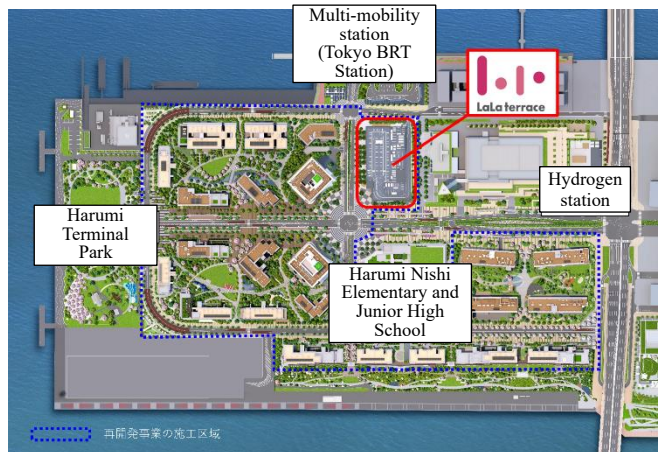 Multi-mobility
station
(Tokyo BRT
Station)
LaLa terrace
Hydrogen
station
Harumi
Terminal
Park
Harumi Nishi
Elementary and
Junior High
School
再開発事業の施工区域